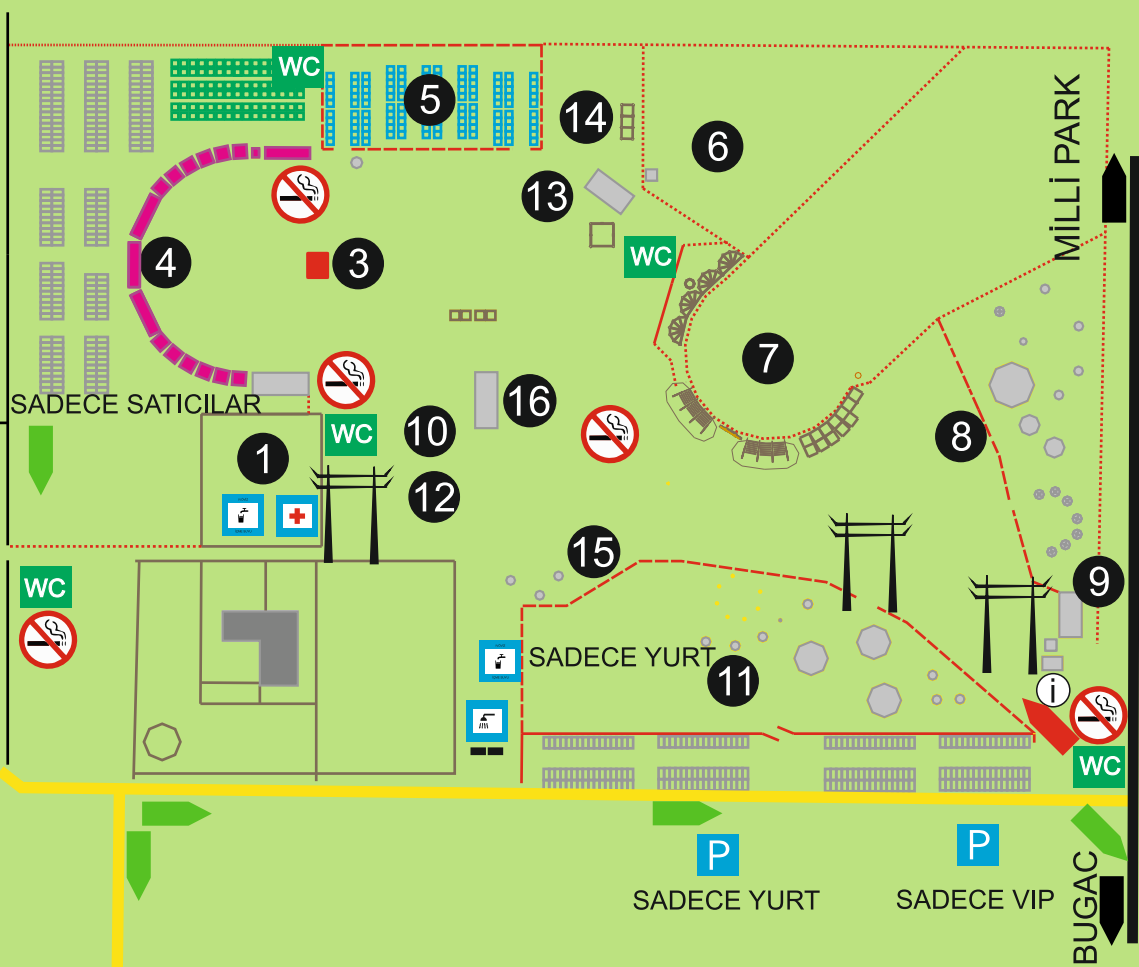 WC
5
14
6
MİLLİ PARK
13
WC
4
3
7
SADECE SATICILAR
16
WC
10
8
1
12
15
9
WC
SADECE YURT
11
i
WC
P
P
SADECE YURT
SADECE VIP
BUGAC